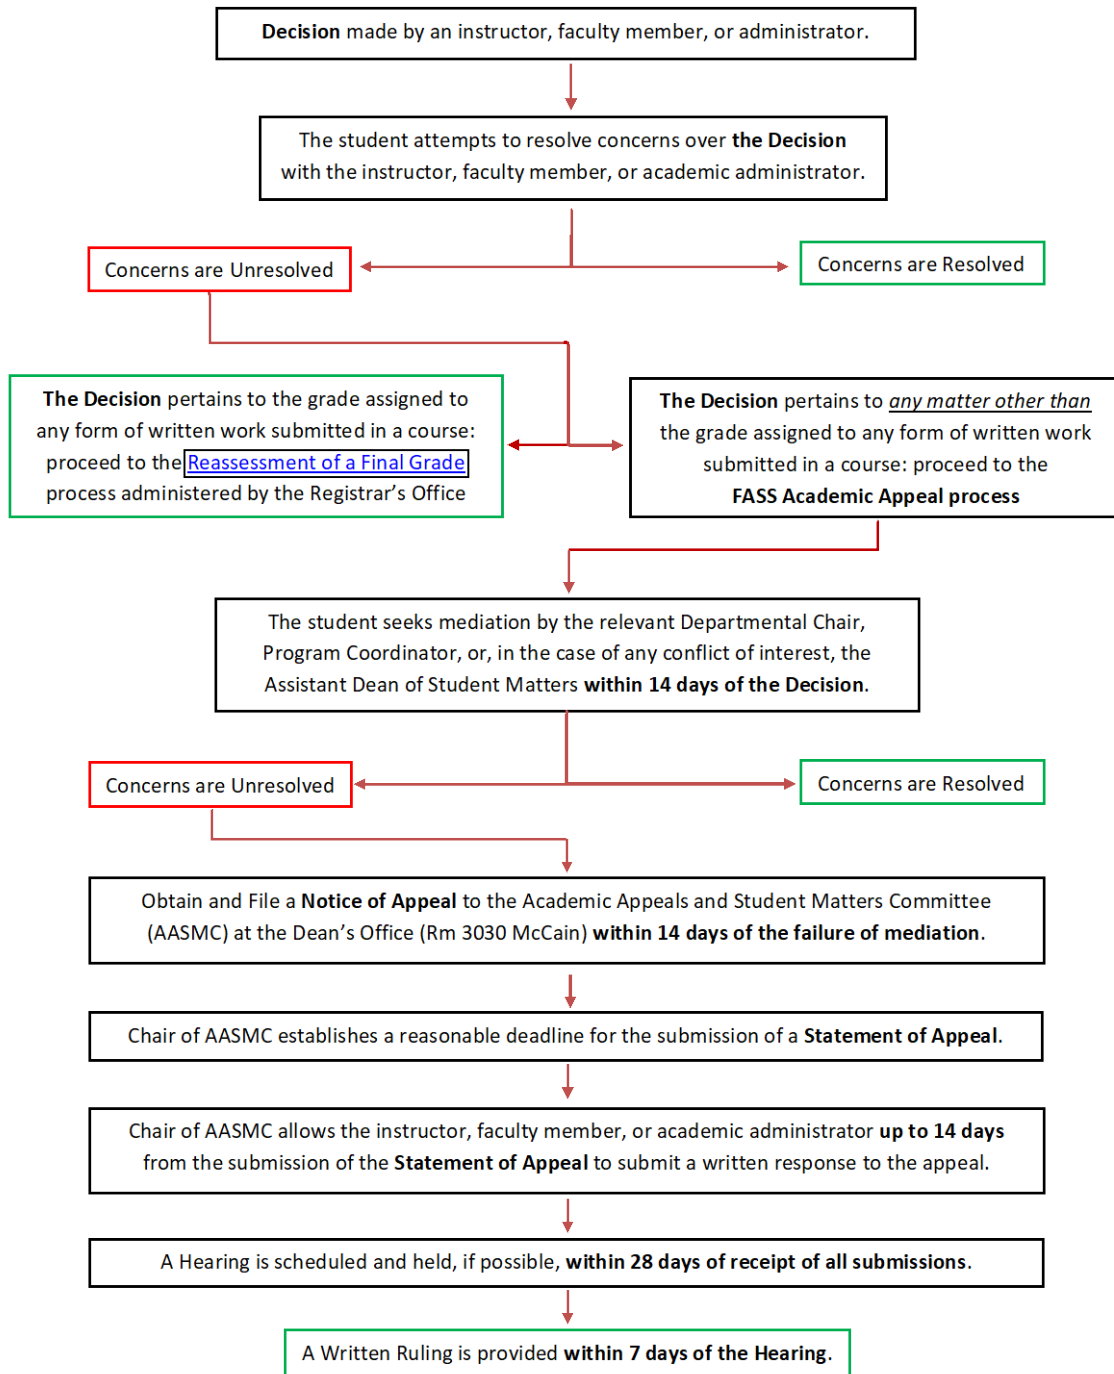 Decision made by an instructor, faculty member, or administrator.
The student attempts to resolve concerns over the Decision
with the instructor, faculty member, or academic administrator.
Concerns are Unresolved
Concerns are Resolved
The Decision pertains to the grade assigned to
any form of written work submitted in a course:
proceed to the Reassessment of a Final Grade
process administered by the Registrar’s Office
The Decision pertains to any matter other than
the grade assigned to any form of written work
submitted in a course: proceed to the
FASS Academic Appeal process
The student seeks mediation by the relevant Departmental Chair,
Program Coordinator, or, in the case of any conflict of interest, the
Assistant Dean of Student Matters within 14 days of the Decision.
Concerns are Unresolved
Concerns are Resolved
Obtain and File a Notice of Appeal to the Academic Appeals and Student Matters Committee
(AASMC) at the Dean’s Office (Rm 3030 McCain) within 14 days of the failure of mediation.
Chair of AASMC establishes a reasonable deadline for the submission of a Statement of Appeal.
Chair of AASMC allows the instructor, faculty member, or academic administrator up to 14 days
from the submission of the Statement of Appeal to submit a written response to the appeal.
A Hearing is scheduled and held, if possible, within 28 days of receipt of all submissions.
A Written Ruling is provided within 7 days of the Hearing.